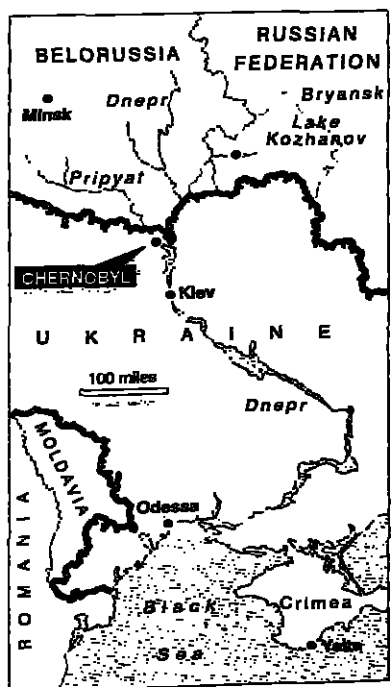 BELORUSSIA
RUSSIAN
FEDERATION
Minsk
Dnepr
Bryansk
Lake
Kozhanov
Pripyat
CHERNOBYL
Kiev
UKRAINE
100 miles
Dnepr
MOLDAVIA
Odessa
ROMANIA
Black
Sea
Crimea
Yalta